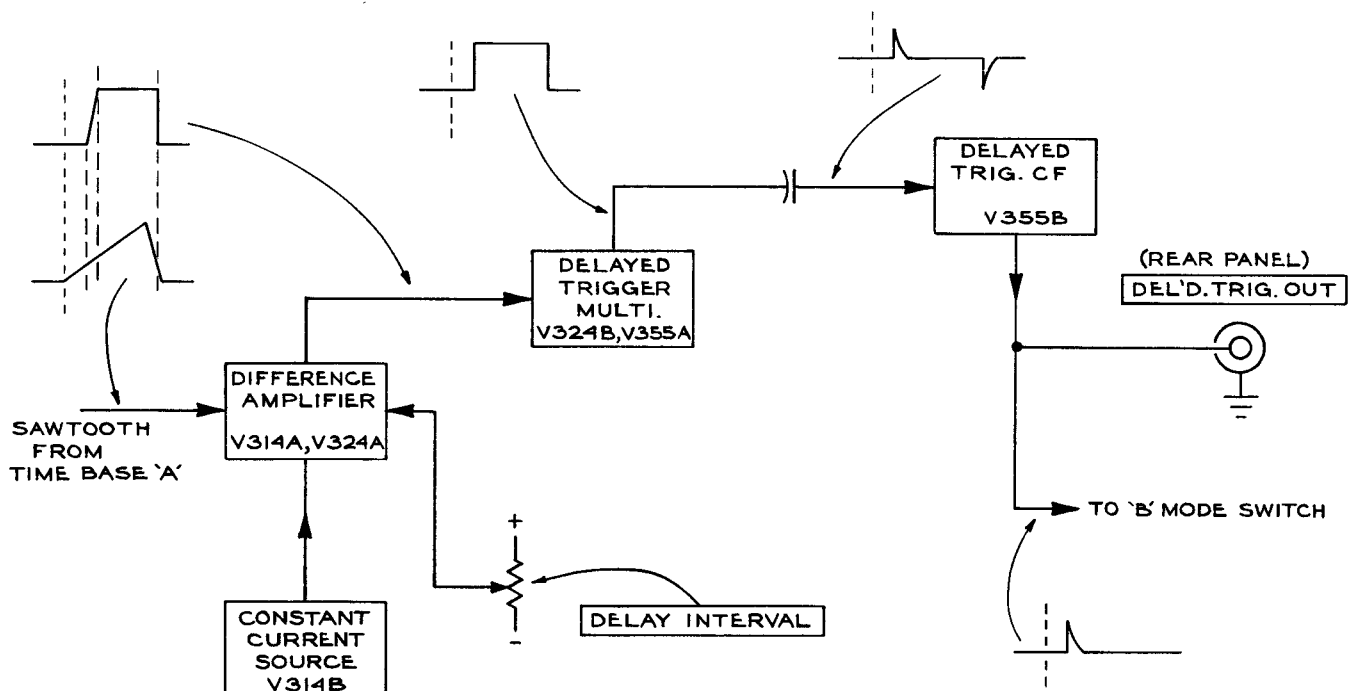 DELAYED
TRIG. CF
V355B
(REAR PANEL)
DEL'D. TRIG. OUT
DELAYED
TRIGGER
MULTI.
V324B, V355A
DIFFERENCE
AMPLIFIER
V314A, V324A
SAWTOOTH
FROM
TIME BASE 'A'
TO 'B' MODE SWITCH
+
-
DELAY INTERVAL
CONSTANT
CURRENT
SOURCE
V314B